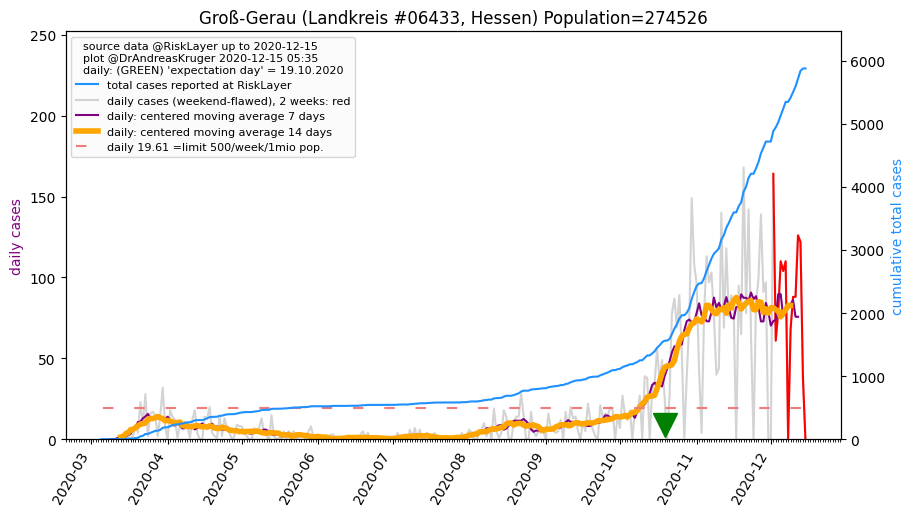 Groß-Gerau (Landkreis #06433, Hessen) Population=274526
source data @RiskLayer up to 2020-12-15
plot @DrAndreasKruger 2020-12-15 05:35
daily: (GREEN) 'expectation day' = 19.10.2020
total cases reported at RiskLayer
daily cases (weekend-flawed), 2 weeks: red
daily: centered moving average 7 days
daily: centered moving average 14 days
daily 19.61 =limit 500/week/1mio pop.
daily cases
250
200
150
100
50
0
cumulative total cases
6000
5000
4000
3000
2000
1000
0
2020-03
2020-04
2020-05
2020-06
2020-07
2020-08
2020-09
2020-10
2020-11
2020-12